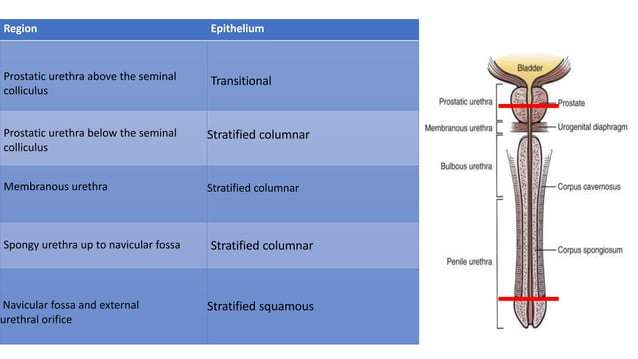 Region Epithelium
Prostatic urethra above the seminal
colliculus
Transitional
Prostatic urethra below the seminal
colliculus
Stratified columnar
Membranous urethra
Stratified columnar
Spongy urethra up to navicular fossa
Stratified columnar
Navicular fossa and external
urethral orifice
Stratified squamous
Bladder
Prostatic urethra
Prostate
Membranous urethra
Urogenital diaphragm
Bulbous urethra
Corpus cavernosus
Corpus spongiosum
Penile urethra